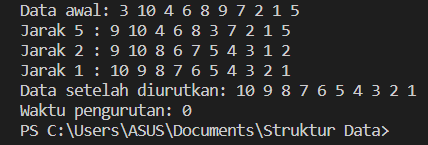 Data awal: 3 10 4 6 8 9 7 2 1 5
Jarak 5 : 9 10 4 6 8 3 7 2 1 5
Jarak 2 : 9 10 8 6 7 5 4 3 1 2
Jarak 1 : 10 9 8 7 6 5 4 3 2 1
Data setelah diurutkan: 10 9 8 7 6 5 4 3 2 1
Waktu pengurutan: 0
PS C:\Users\ASUS\Documents\Struktur Data>